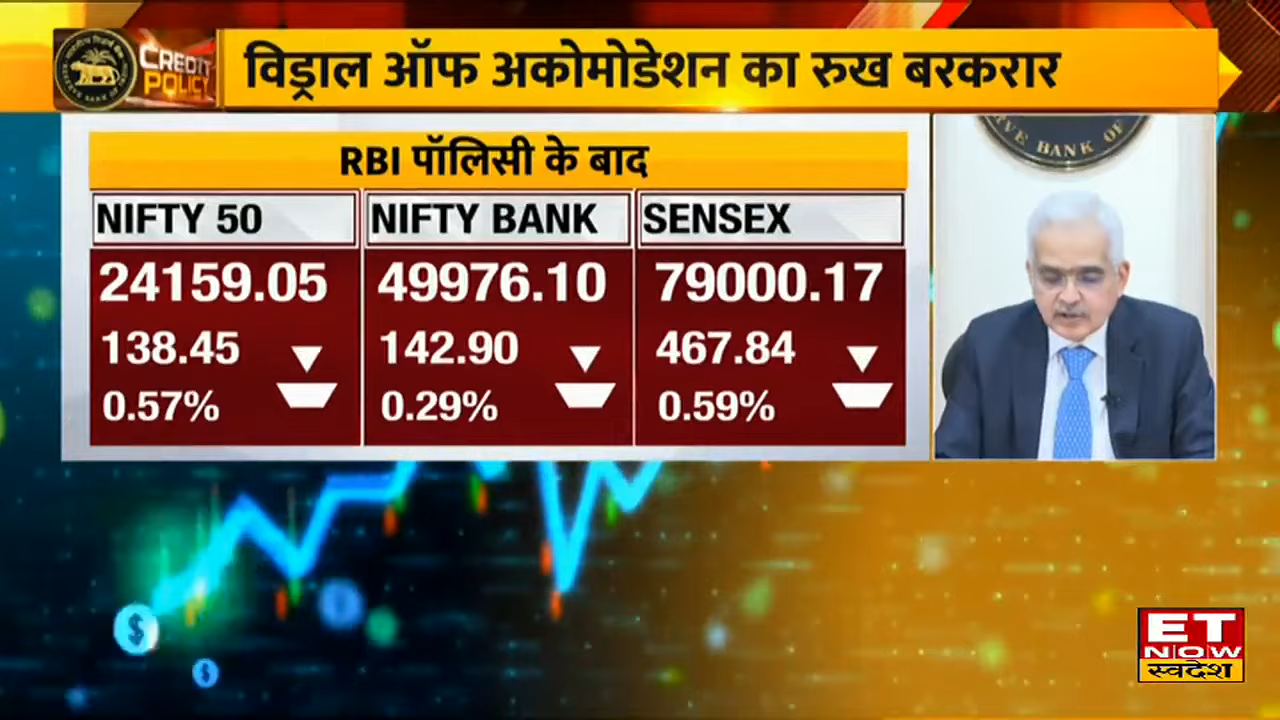 CREDIT
POLICY
विड्राल ऑफ अकोमोडेशन का रुख बरकरार
RBI पॉलिसी के बाद
NIFTY 50 NIFTY BANK SENSEX
24159.05 49976.10 79000.17
138.45 142.90 467.84
0.57% 0.29% 0.59%
RVE BANK OF
$
$
ET
NOW
स्वदेश